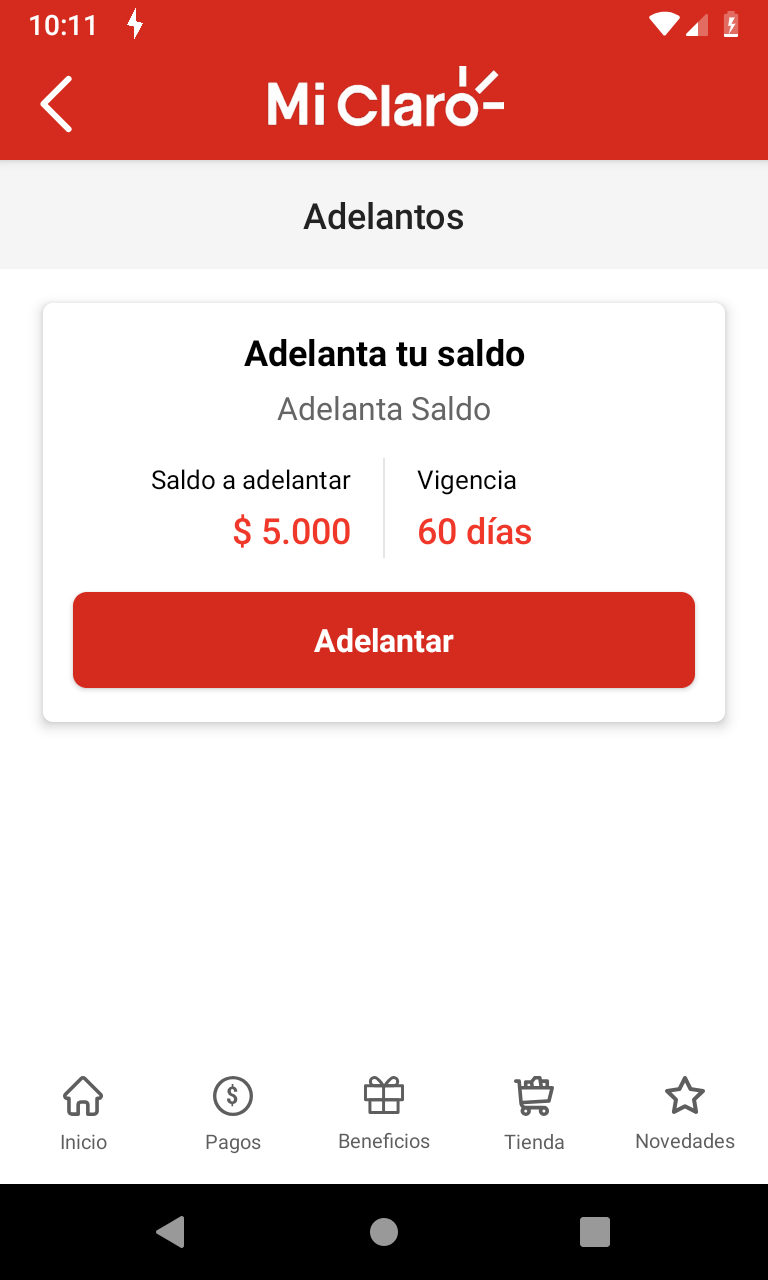 10:11
Mi Claro
Adelantos
Adelanta tu saldo
Adelanta Saldo
Saldo a adelantar
$ 5.000
Vigencia
60 días
Adelantar
Inicio
Pagos
Beneficios
Tienda
Novedades